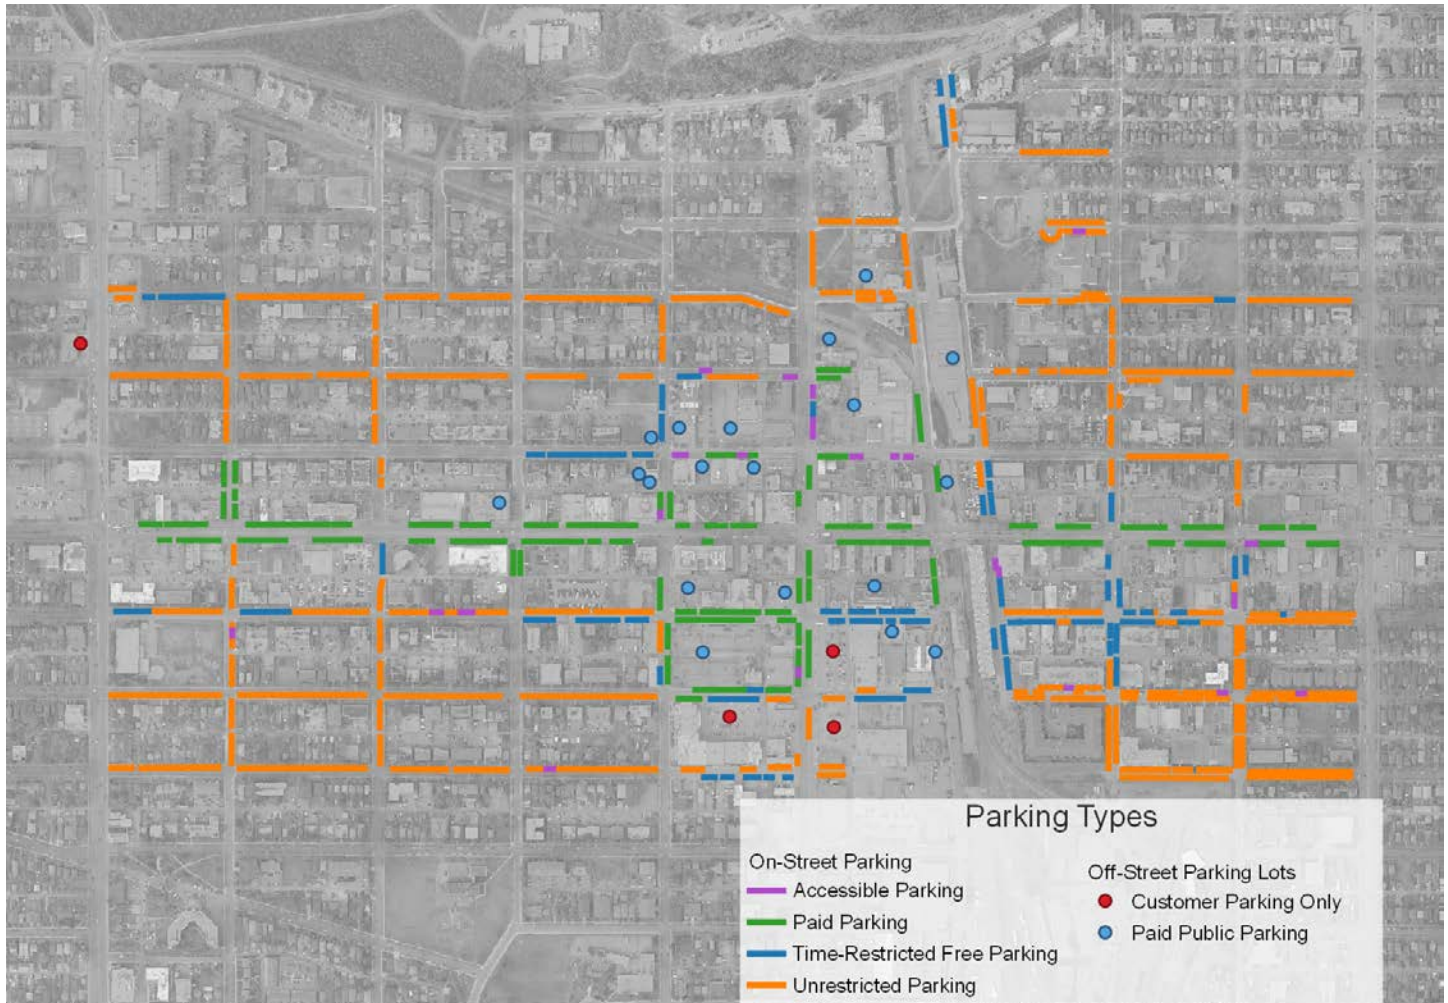 Parking Types
On-Street Parking
Accessible Parking
Paid Parking
Time-Restricted Free Parking
Unrestricted Parking
Off-Street Parking Lots
Customer Parking Only
Paid Public Parking